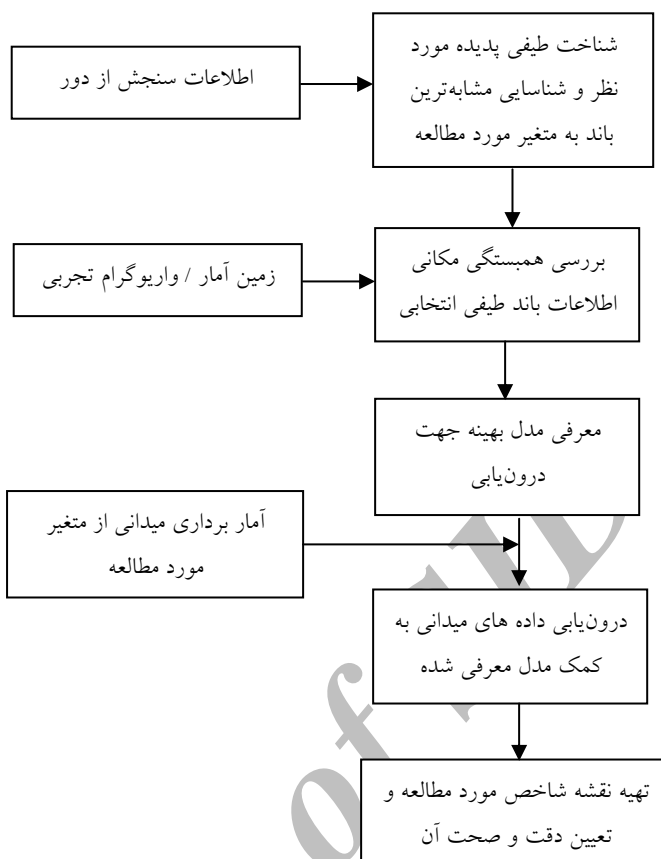 شناخت طیفی پدیده مورد
نظر و شناسایی مشابه‌ترین
باند به متغیر مورد مطالعه
اطلاعات سنجش از دور
بررسی همبستگی مکانی
اطلاعات باند طیفی انتخابی
زمین آمار / واریوگرام تجربی
معرفی مدل بهینه جهت
درون‌یابی
آمار برداری میدانی از متغیر
مورد مطالعه
درون‌یابی داده های میدانی به
کمک مدل معرفی شده
تهیه نقشه شاخص مورد مطالعه و
تعیین دقت و صحت آن
of